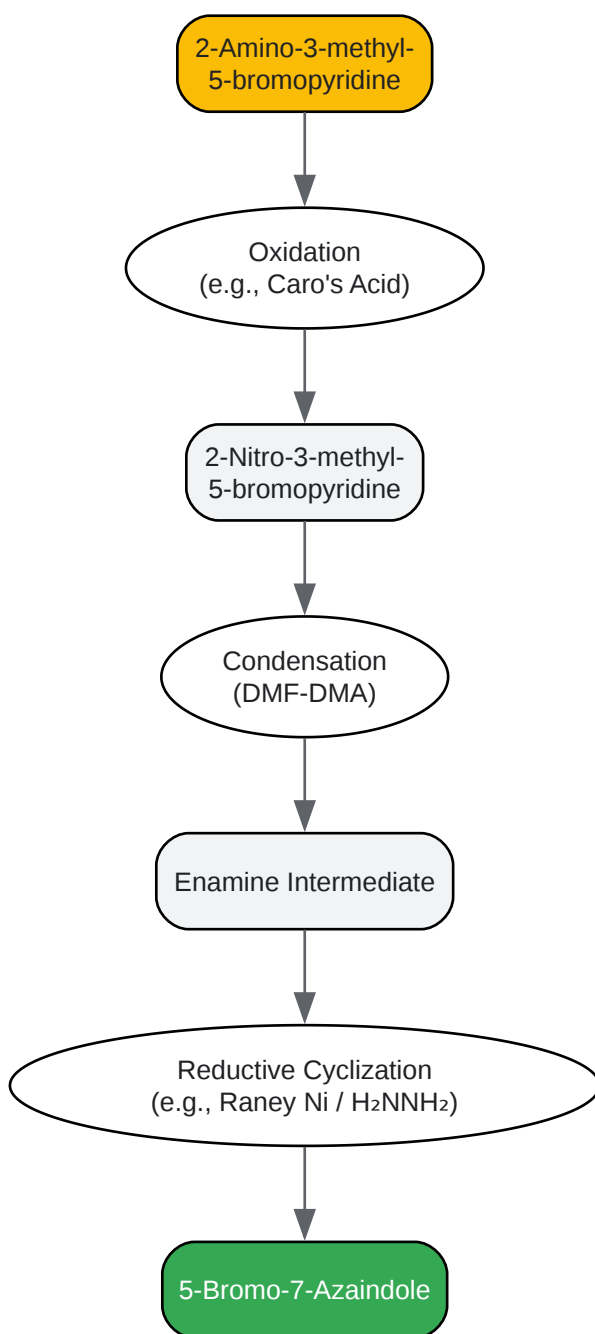 2-Amino-3-methyl-
5-bromopyridine
Oxidation
(e.g., Caro's Acid)
2-Nitro-3-methyl-
5-bromopyridine
Condensation
(DMF-DMA)
Enamine Intermediate
Reductive Cyclization
(e.g., Raney Ni / H₂NNH₂)
5-Bromo-7-Azaindole